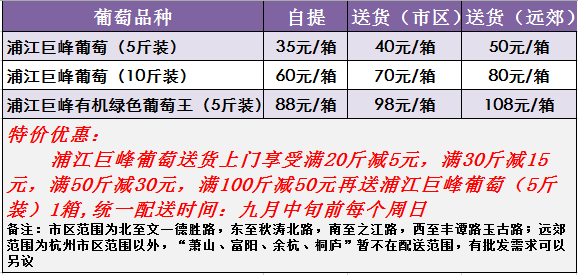 葡萄品种 自提 送货（市区） 送货（远郊）
浦江巨峰葡萄（5斤装） 35元/箱 40元/箱 50元/箱
浦江巨峰葡萄（10斤装） 60元/箱 70元/箱 80元/箱
浦江巨峰有机绿色葡萄王（5斤装） 88元/箱 98元/箱 108元/箱
特价优惠：
浦江巨峰葡萄送货上门享受满20斤减5元，满30斤减15
元，满50斤减30元，满100斤减50元再送浦江巨峰葡萄（5斤
装）1箱,统一配送时间：九月中旬前每个周日
备注：市区范围为北至文一德胜路，东至秋涛北路，南至之江路，西至丰谭路玉古路；远郊
范围为杭州市区范围以外，“萧山、富阳、余杭、桐庐”暂不在配送范围，有批发需求可以
另议